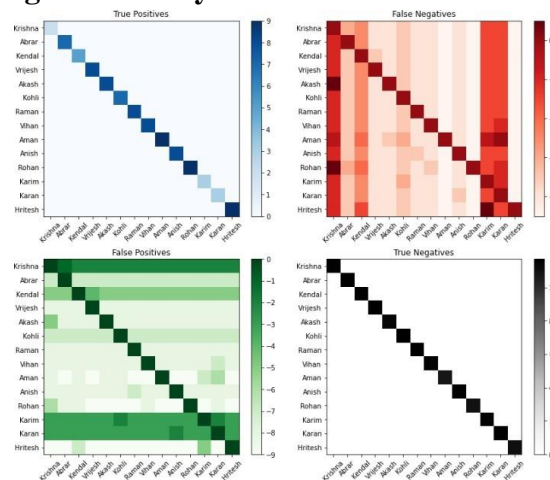 True Positives
Krishna
Abrar
Kendal
Vrijesh
Akash
Kohli
Raman
Vihan
Aman
Anish
Rohan
Karim
Karan
Hritesh
9
8
7
6
5
4
3
2
1
0
Krishna Abrar Kendal Vrijesh Akash Kohli Raman Vihan Aman Anish Rohan Karim Karan Hritesh
False Negatives
Krishna
Abrar
Kendal
Vrijesh
Akash
Kohli
Raman
Vihan
Aman
Anish
Rohan
Karim
Karan
Hritesh
Krishna Abrar Kendal Vrijesh Akash Kohli Raman Vihan Aman Anish Rohan Karim Karan Hritesh
False Positives
Krishna
Abrar
Kendal
Vrijesh
Akash
Kohli
Raman
Vihan
Aman
Anish
Rohan
Karim
Karan
Hritesh
0
−1
−2
−3
−4
−5
−6
−7
−8
−9
Krishna Abrar Kendal Vrijesh Akash Kohli Raman Vihan Aman Anish Rohan Karim Karan Hritesh
True Negatives
Krishna
Abrar
Kendal
Vrijesh
Akash
Kohli
Raman
Vihan
Aman
Anish
Rohan
Karim
Karan
Hritesh
Krishna Abrar Kendal Vrijesh Akash Kohli Raman Vihan Aman Anish Rohan Karim Karan Hritesh